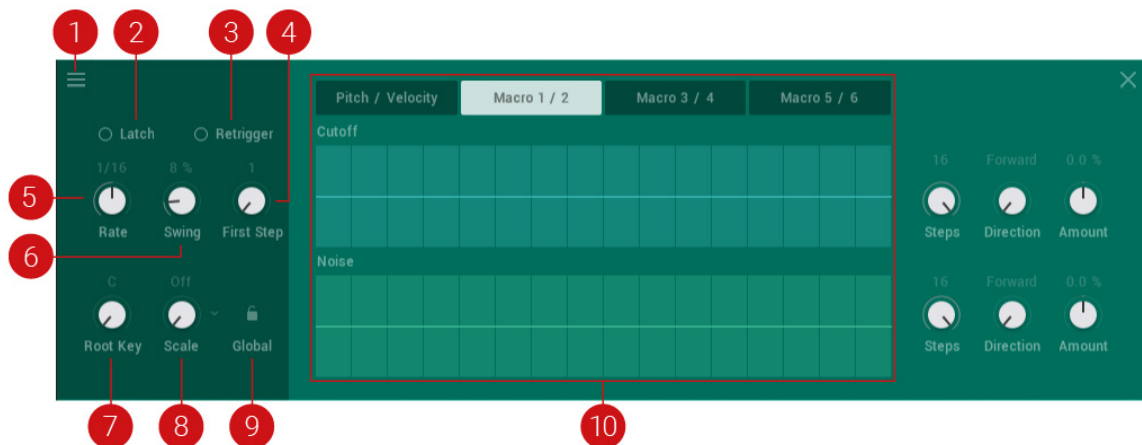 1 2 3 4
Pitch / Velocity Macro 1 / 2 Macro 3 / 4 Macro 5 / 6
Latch Retrigger
Cutoff
1/16 8 % 1
16 Forward 0.0 %
5
Rate Swing First Step
Steps Direction Amount
6
Noise
C Off
16 Forward 0.0 %
Root Key Scale Global
Steps Direction Amount
7 8 9 10